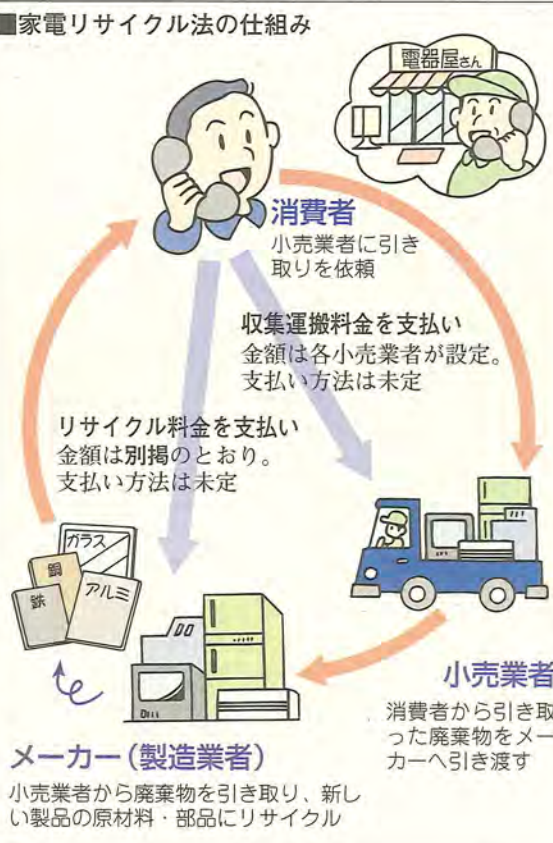 ■家電リサイクル法の仕組み
電器屋さん
消費者
小売業者に引き
取りを依頼
収集運搬料金を支払い
金額は各小売業者が設定。
支払い方法は未定
リサイクル料金を支払い
金額は別掲のとおり。
支払い方法は未定
ガラス
銅
鉄
アルミ
小売業者
消費者から引き取
った廃棄物をメー
カーへ引き渡す
メーカー(製造業者)
小売業者から廃棄物を引き取り、新し
い製品の原材料・部品にリサイクル